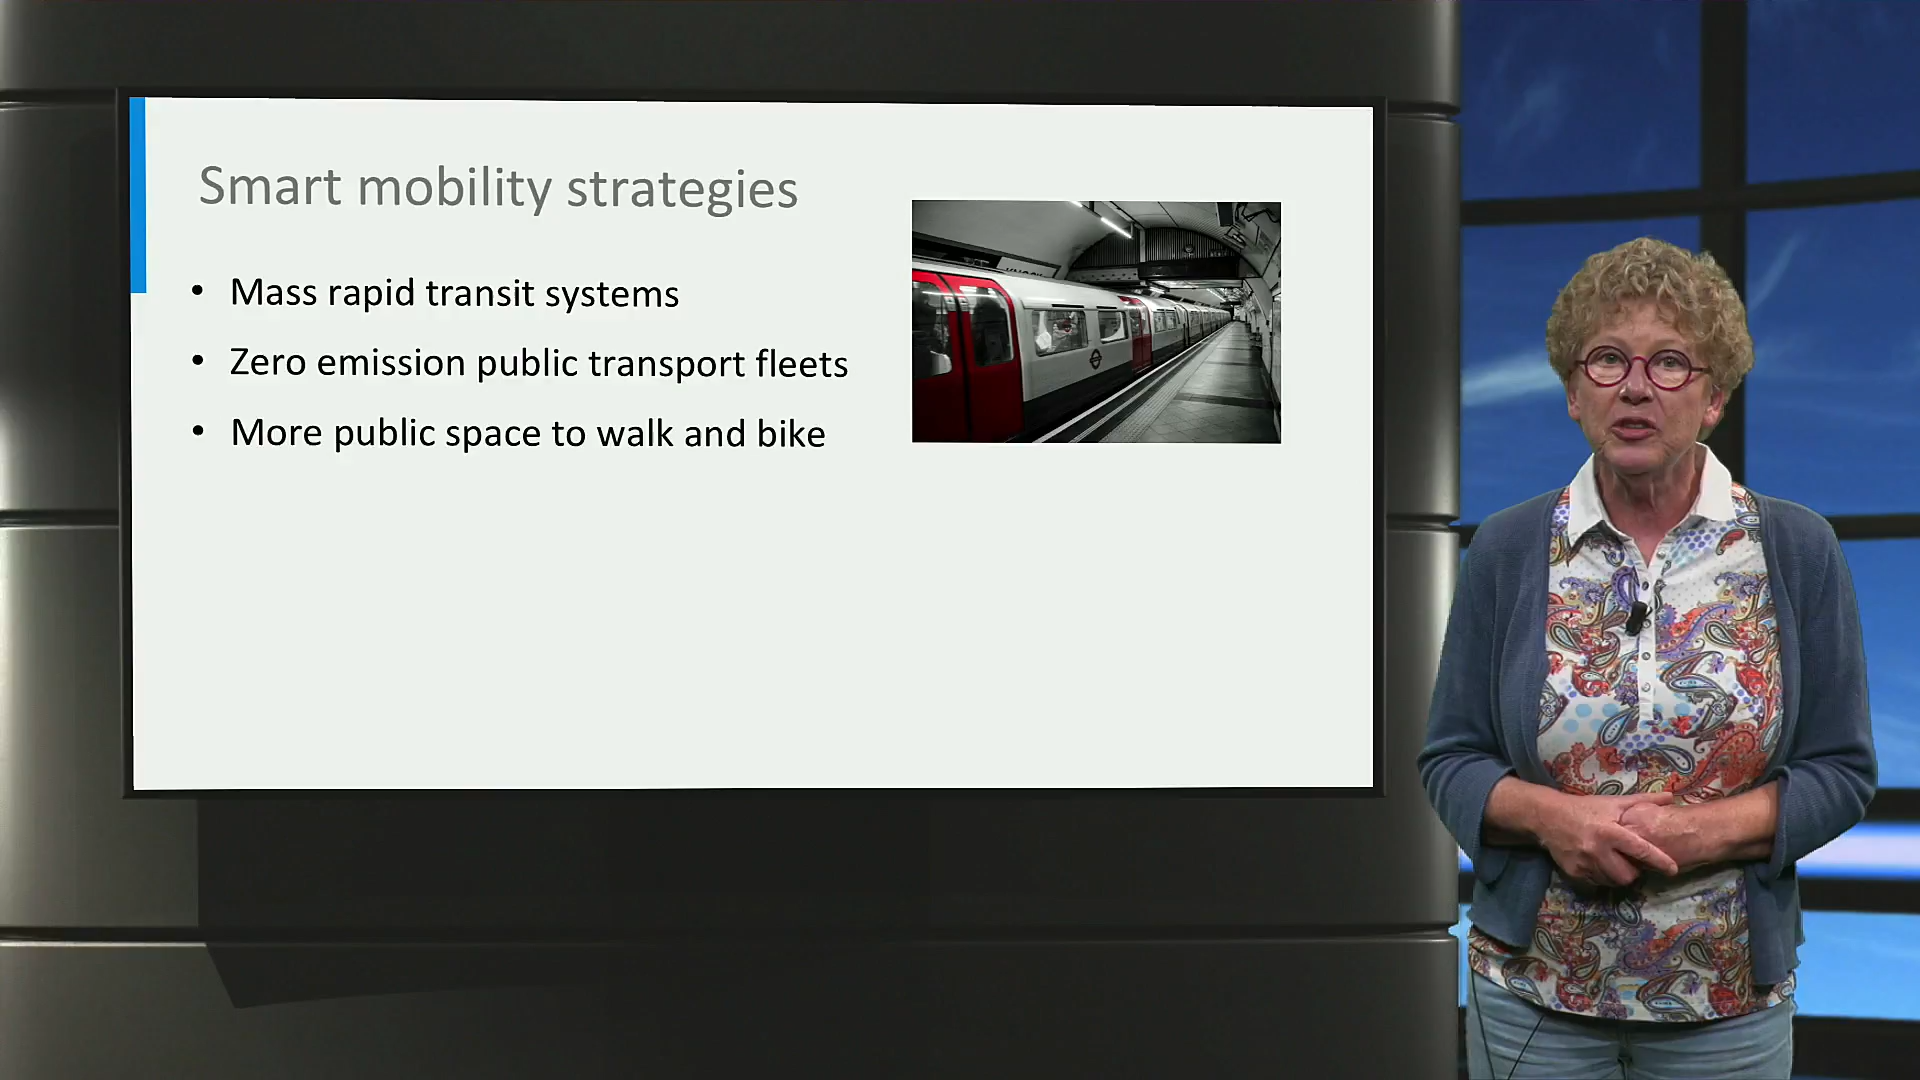 Smart mobility strategies
• Mass rapid transit systems
• Zero emission public transport fleets
• More public space to walk and bike